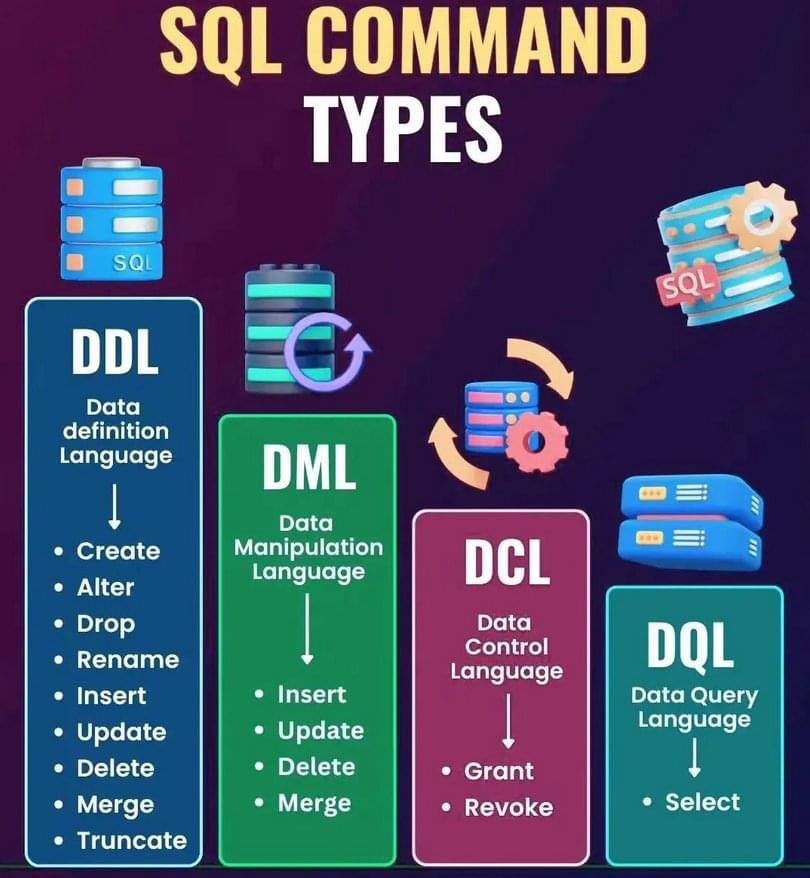 SQL COMMAND
TYPES
SQL
SQL
DDL
Data
definition
Language
• Create
• Alter
• Drop
• Rename
• Insert
• Update
• Delete
• Merge
• Truncate
DML
Data
Manipulation
Language
• Insert
• Update
• Delete
• Merge
DCL
Data
Control
Language
• Grant
• Revoke
DQL
Data Query
Language
• Select